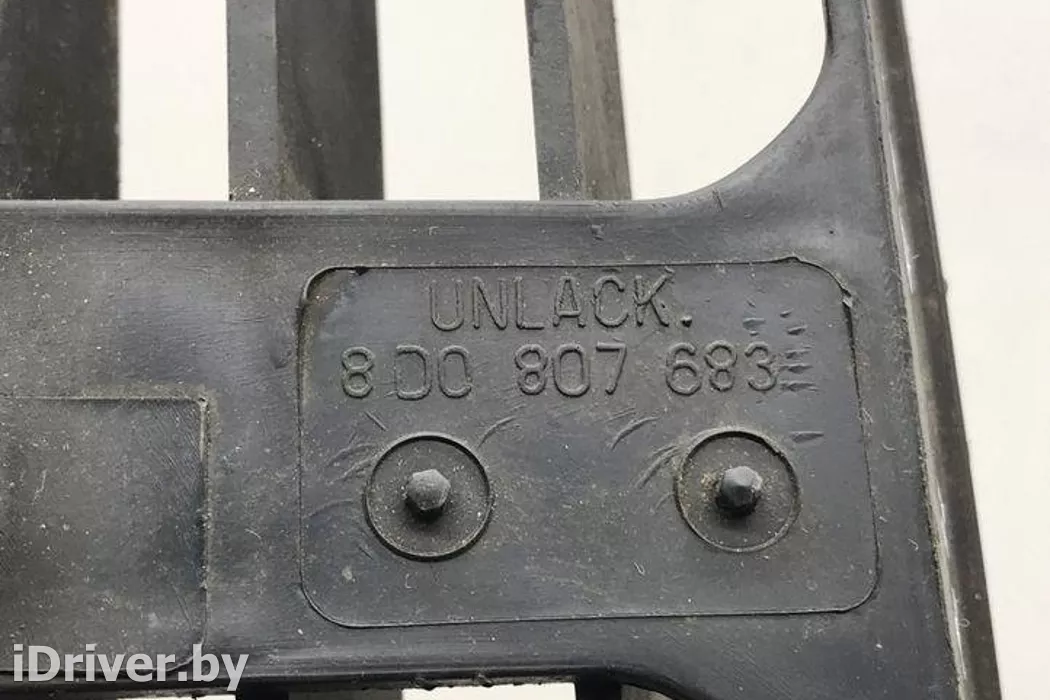 UNLACK.
8D0 807 683
iDriver.by